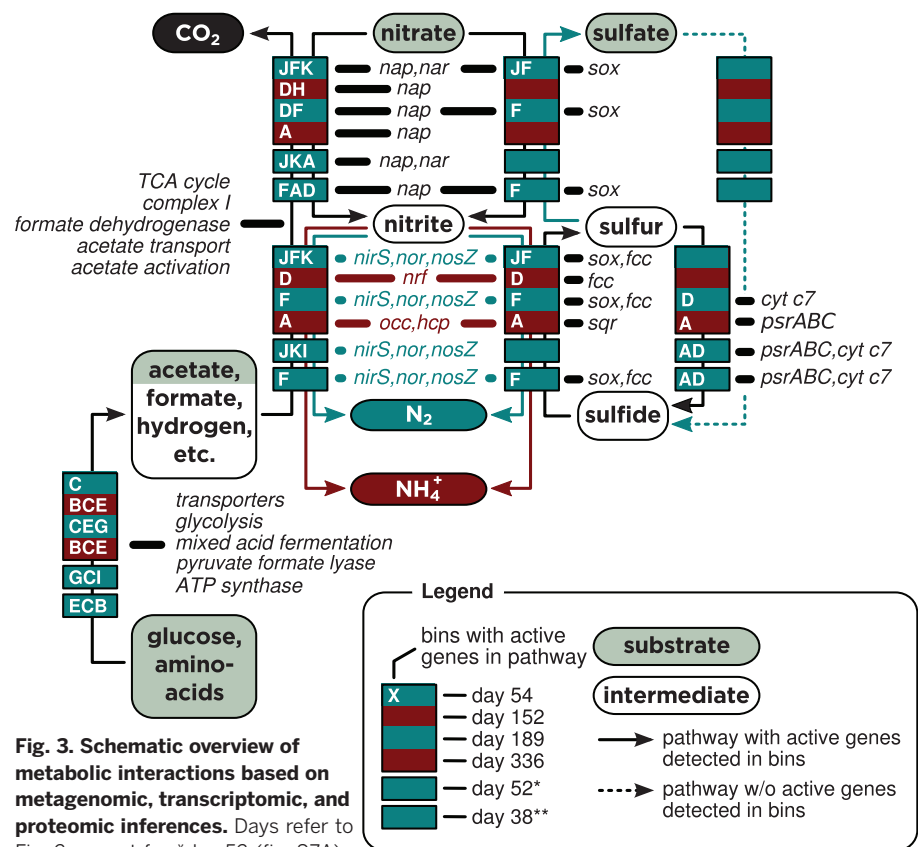 CO2
nitrate
sulfate
JFK
nap,nar
JF
sox
DH
nap
DF
nap
F
sox
A
nap
JKA
nap,nar
FAD
nap
F
sox
TCA cycle
complex I
formate dehydrogenase
acetate transport
acetate activation
nitrite
sulfur
JFK
nirS,nor,nosZ
JF
sox,fcc
D
nrf
D
fcc
F
nirS,nor,nosZ
F
sox,fcc
D
cyt c7
A
occ,hcp
A
sqr
A
psrABC
JKI
nirS,nor,nosZ
AD
psrABC,cyt c7
F
nirS,nor,nosZ
F
sox,fcc
AD
psrABC,cyt c7
acetate,
formate,
hydrogen,
etc.
N2
sulfide
NH4+
C
BCE
CEG
BCE
GCI
ECB
transporters
glycolysis
mixed acid fermentation
pyruvate formate lyase
ATP synthase
glucose,
amino-
acids
Legend
bins with active
genes in pathway
X
day 54
day 152
day 189
day 336
day 52*
day 38**
substrate
intermediate
pathway with active genes
detected in bins
pathway w/o active genes
detected in bins
Fig. 3. Schematic overview of
metabolic interactions based on
metagenomic, transcriptomic, and
proteomic inferences. Days refer to